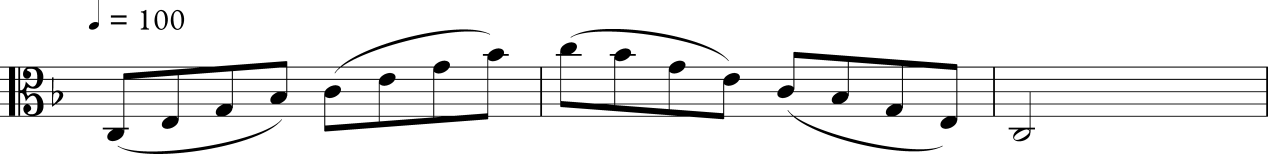 ♩ = 100